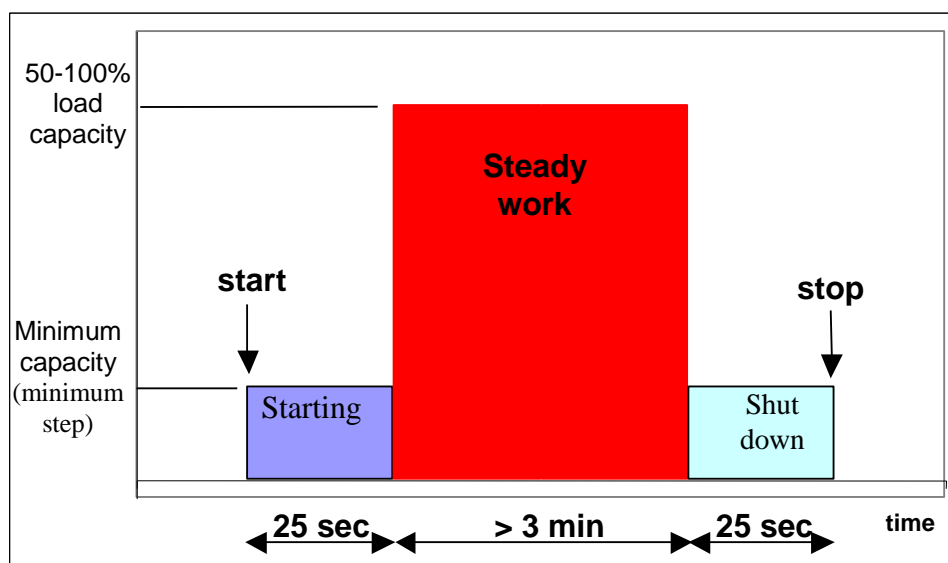 50-100%
load
capacity
Steady
work
start
stop
Minimum
capacity
(minimum
step)
Starting
Shut
down
25 sec
> 3 min
25 sec
time